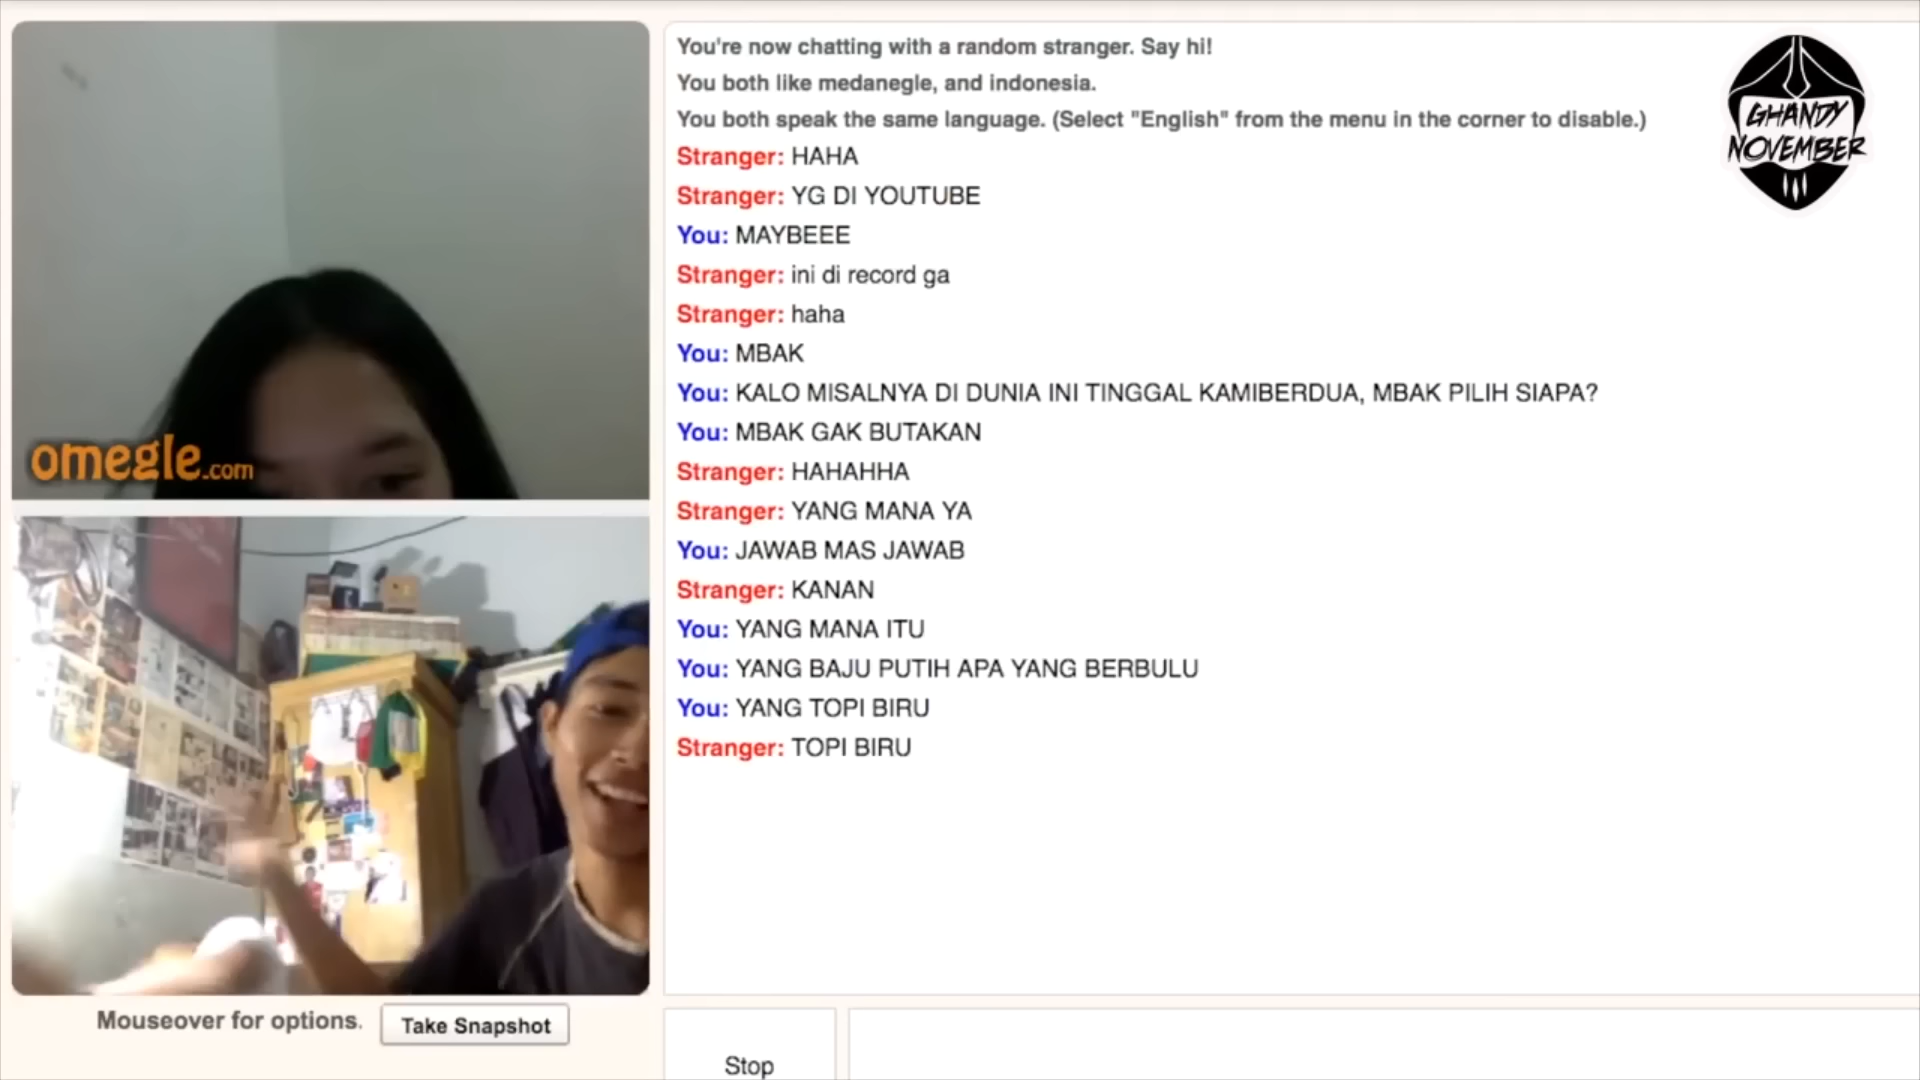 You're now chatting with a random stranger. Say hi!
You both like medanegle, and indonesia.
You both speak the same language. (Select "English" from the menu in the corner to disable.)
Stranger: HAHA
Stranger: YG DI YOUTUBE
You: MAYBEEE
Stranger: ini di record ga
Stranger: haha
You: MBAK
You: KALO MISALNYA DI DUNIA INI TINGGAL KAMIBERDUA, MBAK PILIH SIAPA?
You: MBAK GAK BUTAKAN
Stranger: HAHAHHA
Stranger: YANG MANA YA
You: JAWAB MAS JAWAB
Stranger: KANAN
You: YANG MANA ITU
You: YANG BAJU PUTIH APA YANG BERBULU
You: YANG TOPI BIRU
Stranger: TOPI BIRU
GHANDY
NOVEMBER
omegle.com
Mouseover for options.
Take Snapshot
Stop